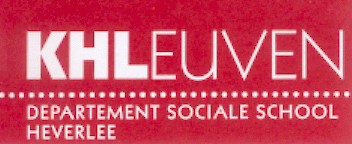 KHLEUVEN
DEPARTEMENT SOCIALE SCHOOL
HEVERLEE